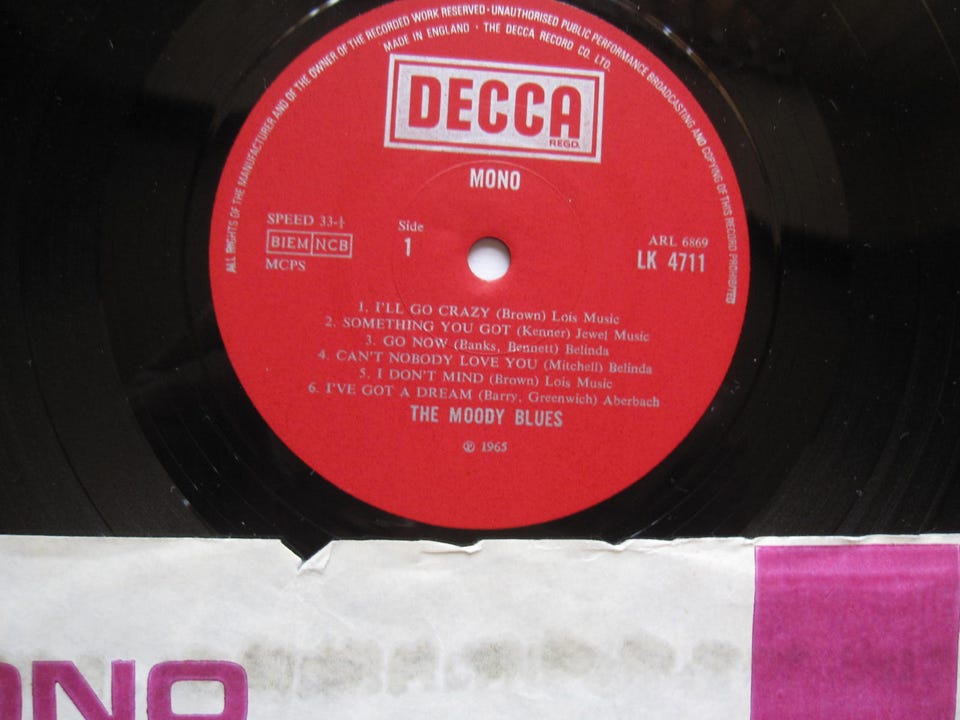 ALL RIGHTS OF THE MANUFACTURER AND OF THE OWNER OF THE RECORDED WORK RESERVED · UNAUTHORISED PUBLIC PERFORMANCE BROADCASTING AND COPYING OF THIS RECORD PROHIBITED
MADE IN ENGLAND · THE DECCA RECORD CO. LTD.
DECCA
REGD.
MONO
SPEED 33-⅓
BIEM NCB
MCPS
Side
1
ARL 6869
LK 4711
1. I'LL GO CRAZY (Brown) Lois Music
2. SOMETHING YOU GOT (Kenner) Jewel Music
3. GO NOW (Banks, Bennett) Belinda
4. CAN'T NOBODY LOVE YOU (Mitchell) Belinda
5. I DON'T MIND (Brown) Lois Music
6. I'VE GOT A DREAM (Barry, Greenwich) Aberbach
THE MOODY BLUES
℗ 1965
ONO